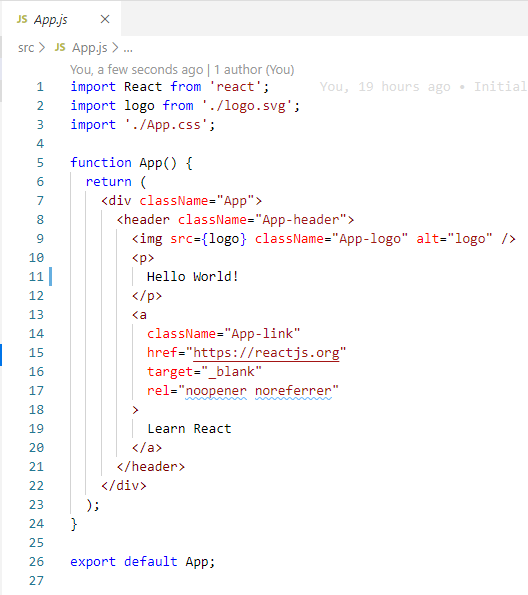 JS App.js ×
src > JS App.js > ...
You, a few seconds ago | 1 author (You)
1 import React from 'react'; You, 19 hours ago • Initial
2 import logo from './logo.svg';
3 import './App.css';
4
5 function App() {
6   return (
7     <div className="App">
8       <header className="App-header">
9         <img src={logo} className="App-logo" alt="logo" />
10         <p>
11           Hello World!
12         </p>
13         <a
14           className="App-link"
15           href="https://reactjs.org"
16           target="_blank"
17           rel="noopener noreferrer"
18         >
19           Learn React
20         </a>
21       </header>
22     </div>
23   );
24 }
25
26 export default App;
27